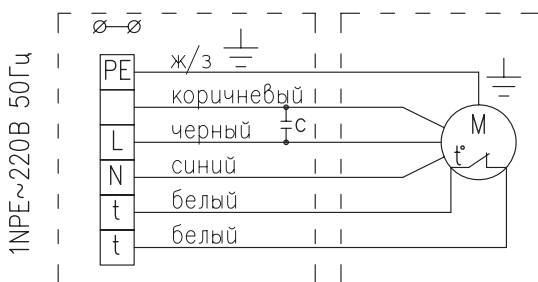 1NPE~220В 50Гц
PE ж/з
коричневый
C
L черный
N синий
t белый
t белый
M
t°